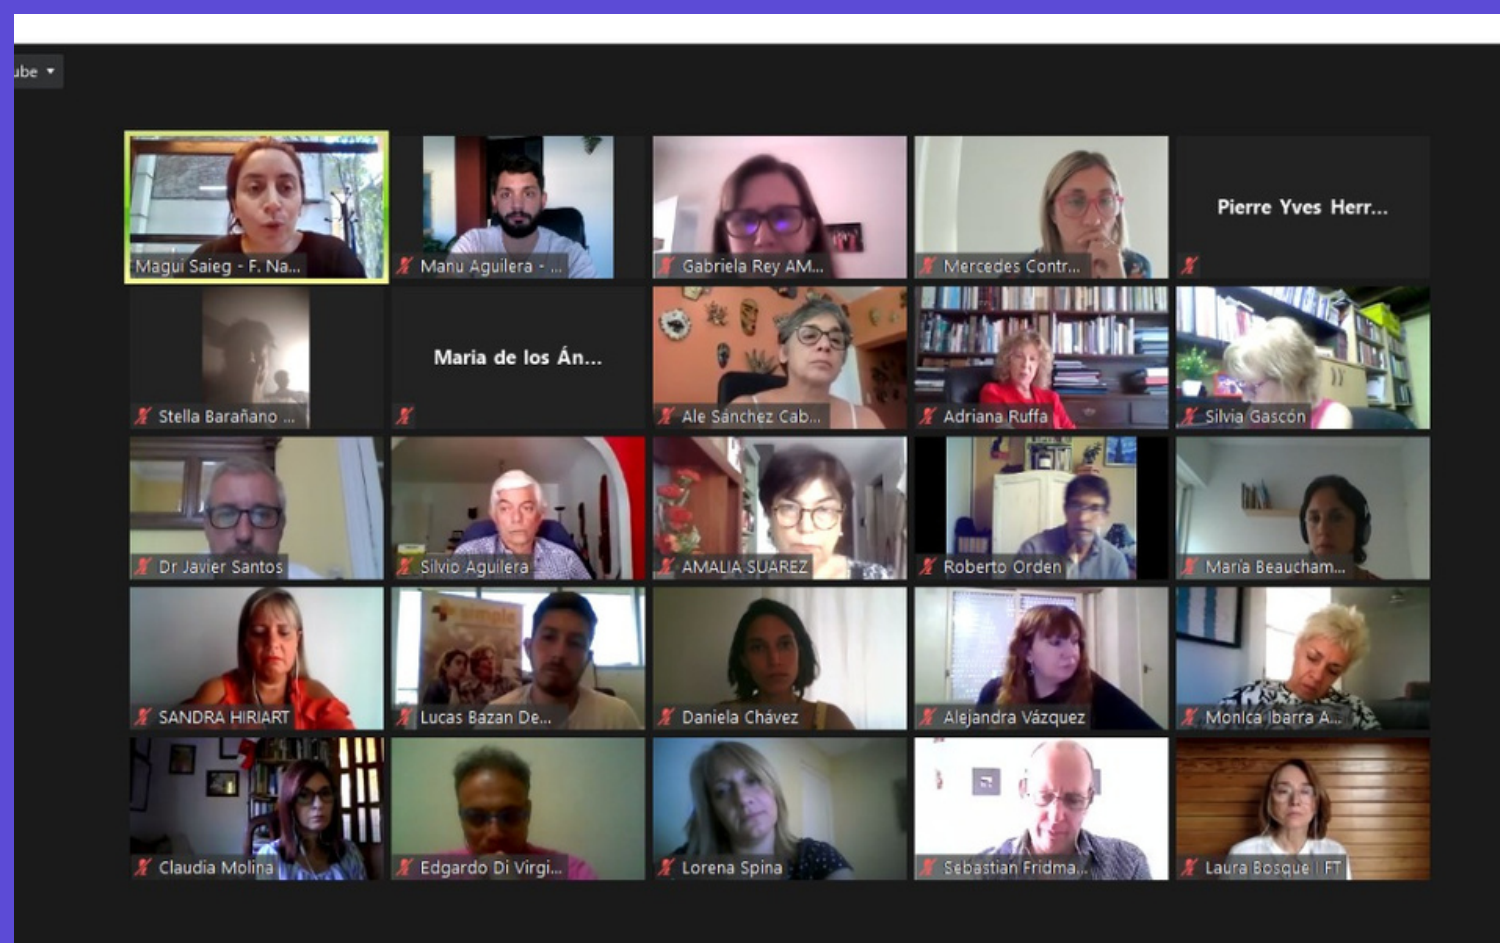 ube
Magui Saieg - F. Na...
Manu Aguilera - ...
Gabriela Rey AM...
Mercedes Contr...
Pierre Yves Herr...
Stella Barañano ...
Maria de los Án...
Ale Sánchez Cab...
Adriana Ruffa
Silvia Gascón
Dr Javier Santos
Silvio Aguilera
AMALIA SUAREZ
Roberto Orden
María Beaucham...
SANDRA HIRIART
simple
Lucas Bazan De...
Daniela Chávez
Alejandra Vázquez
Monica Ibarra A...
Claudia Molina
Edgardo Di Virgi...
Lorena Spina
Sebastian Fridma...
Laura Bosque | FT